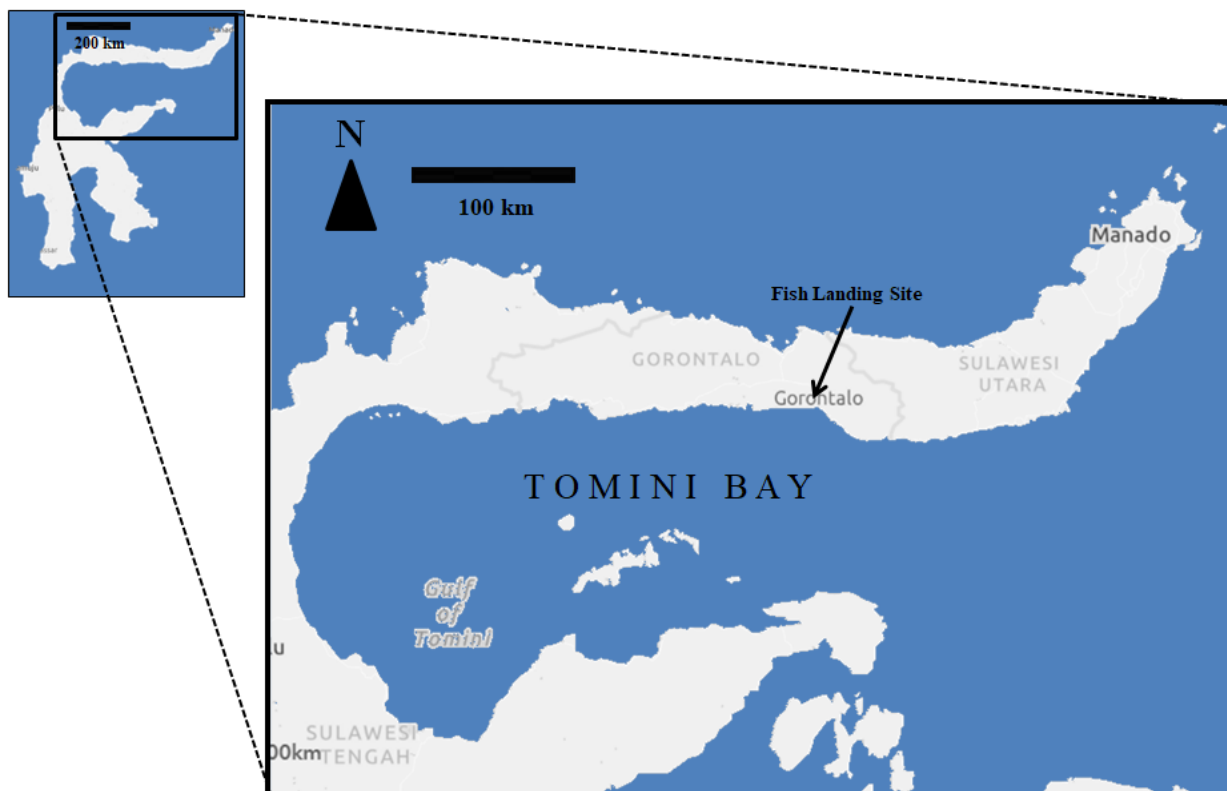 200 km
N
100 km
Manado
Fish Landing Site
GORONTALO
SULAWESI
UTARA
Gorontalo
TOMINI BAY
Gulf
of
Tomini
SULAWESI
TENGAH
00km